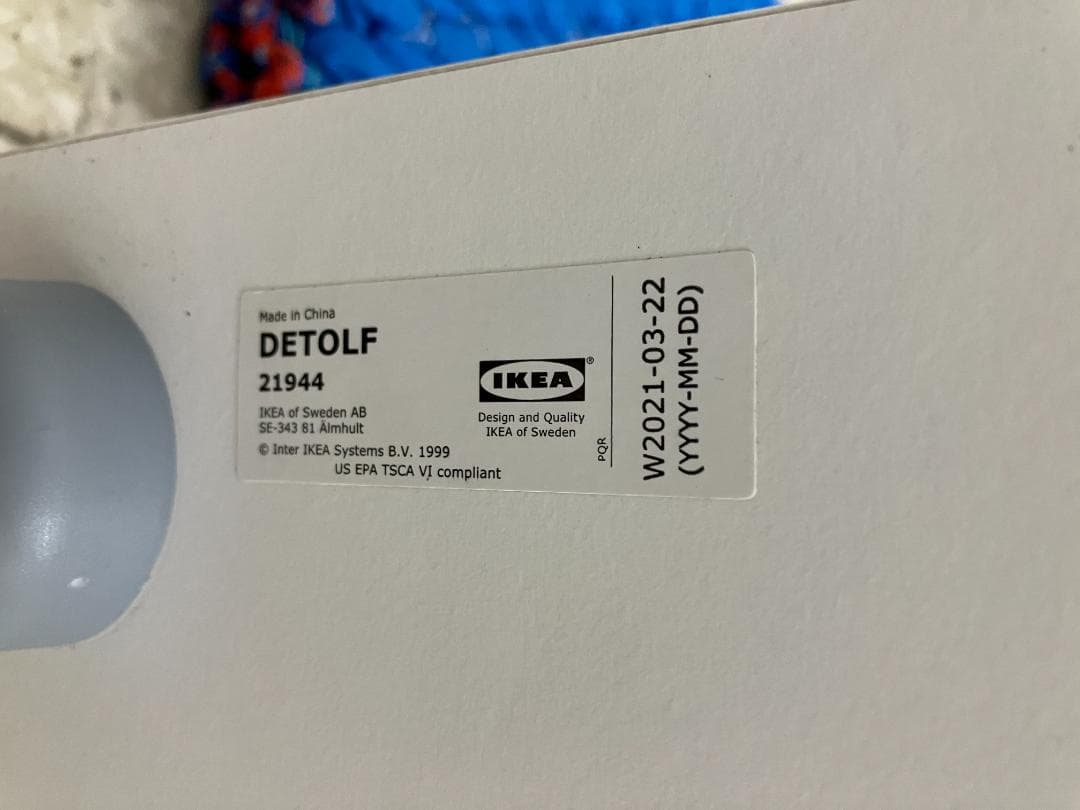 Made in China
DETOLF
21944
IKEA of Sweden AB
SE-343 81 Älmhult
© Inter IKEA Systems B.V. 1999
US EPA TSCA VI compliant
IKEA®
Design and Quality
IKEA of Sweden
PQR
W2021-03-22
(YYYY-MM-DD)